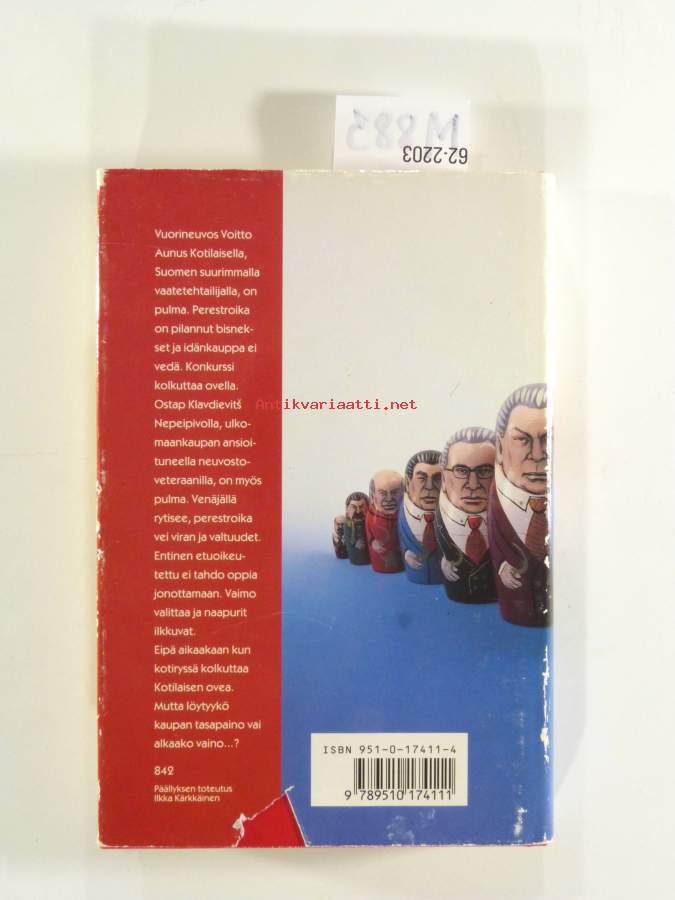 M883
62-2203
Vuorineuvos Voitto
Aunus Kotilaisella,
Suomen suurimmalla
vaatetehtailijalla, on
pulma. Perestroika
on pilannut bisnek-
set ja idänkauppa ei
vedä. Konkurssi
kolkuttaa ovella.
Ostap Klavdievitš
Nepeipivolla, ulko-
maankaupan ansioi-
tuneella neuvosto-
veteraanilla, on myös
pulma. Venäjällä
rytisee, perestroika
vei viran ja valtuudet.
Entinen etuoikeu-
tettu ei tahdo oppia
jonottamaan. Vaimo
valittaa ja naapurit
ilkkuvat.
Eipä aikaakaan kun
kotiryssä kolkuttaa
Kotilaisen ovea.
Mutta löytyykö
kaupan tasapaino vai
alkaako vaino...?
842
Päällyksen toteutus
Ilkka Kärkkäinen
Antikvariaatti.net
ISBN 951-0-17411-4
9 789510 174111